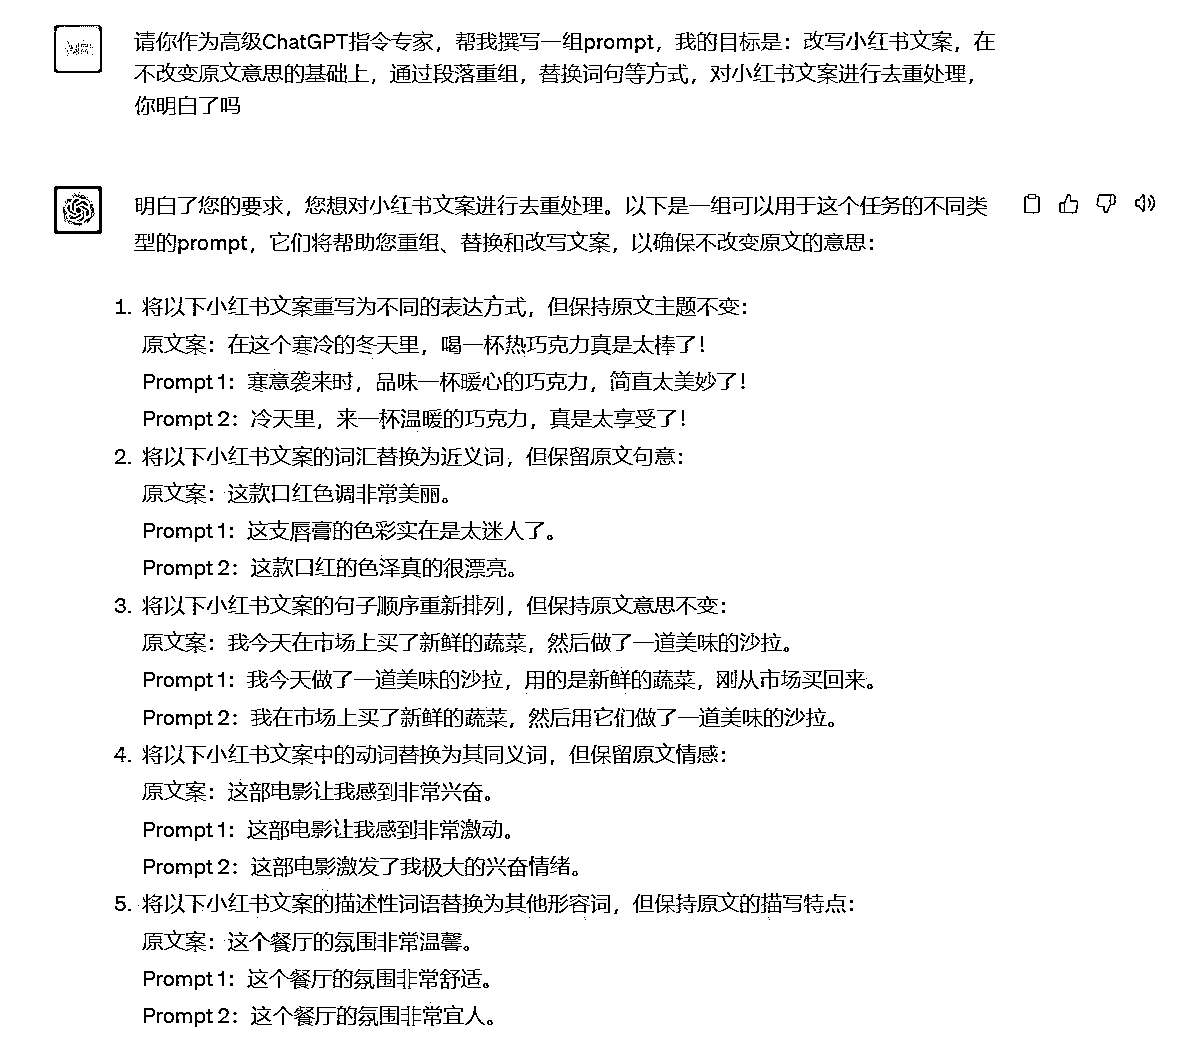 请你作为高级ChatGPT指令专家，帮我撰写一组prompt，我的目标是：改写小红书文案，在
不改变原文意思的基础上，通过段落重组，替换词句等方式，对小红书文案进行去重处理，
你明白了吗
明白了您的要求，您想对小红书文案进行去重处理。以下是一组可以用于这个任务的不同类
型的prompt，它们将帮助您重组、替换和改写文案，以确保不改变原文的意思：
1. 将以下小红书文案重写为不同的表达方式，但保持原文主题不变：
原文案：在这个寒冷的冬天里，喝一杯热巧克力真是太棒了！
Prompt 1：寒意袭来时，品味一杯暖心的巧克力，简直太美妙了！
Prompt 2：冷天里，来一杯温暖的巧克力，真是太享受了！
2. 将以下小红书文案的词汇替换为近义词，但保留原文句意：
原文案：这款口红色调非常美丽。
Prompt 1：这支唇膏的色彩实在是太迷人了。
Prompt 2：这款口红的色泽真的很漂亮。
3. 将以下小红书文案的句子顺序重新排列，但保持原文意思不变：
原文案：我今天在市场上买了新鲜的蔬菜，然后做了一道美味的沙拉。
Prompt 1：我今天做了一道美味的沙拉，用的是新鲜的蔬菜，刚从市场买回来。
Prompt 2：我在市场上买了新鲜的蔬菜，然后用它们做了一道美味的沙拉。
4. 将以下小红书文案中的动词替换为其同义词，但保留原文情感：
原文案：这部电影让我感到非常兴奋。
Prompt 1：这部电影让我感到非常激动。
Prompt 2：这部电影激发了我极大的兴奋情绪。
5. 将以下小红书文案的描述性词语替换为其他形容词，但保持原文的描写特点：
原文案：这个餐厅的氛围非常温馨。
Prompt 1：这个餐厅的氛围非常舒适。
Prompt 2：这个餐厅的氛围非常宜人。